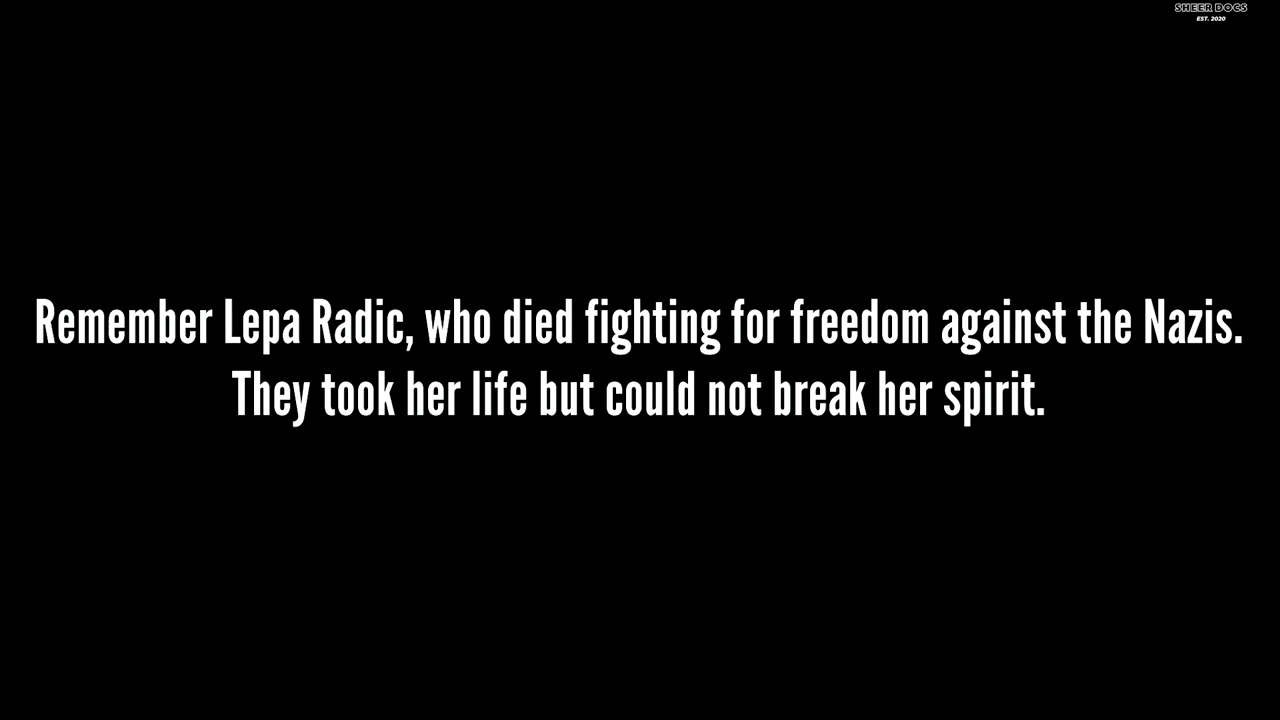 SHEER DOCS
EST. 2020
Remember Lepa Radic, who died fighting for freedom against the Nazis.
They took her life but could not break her spirit.